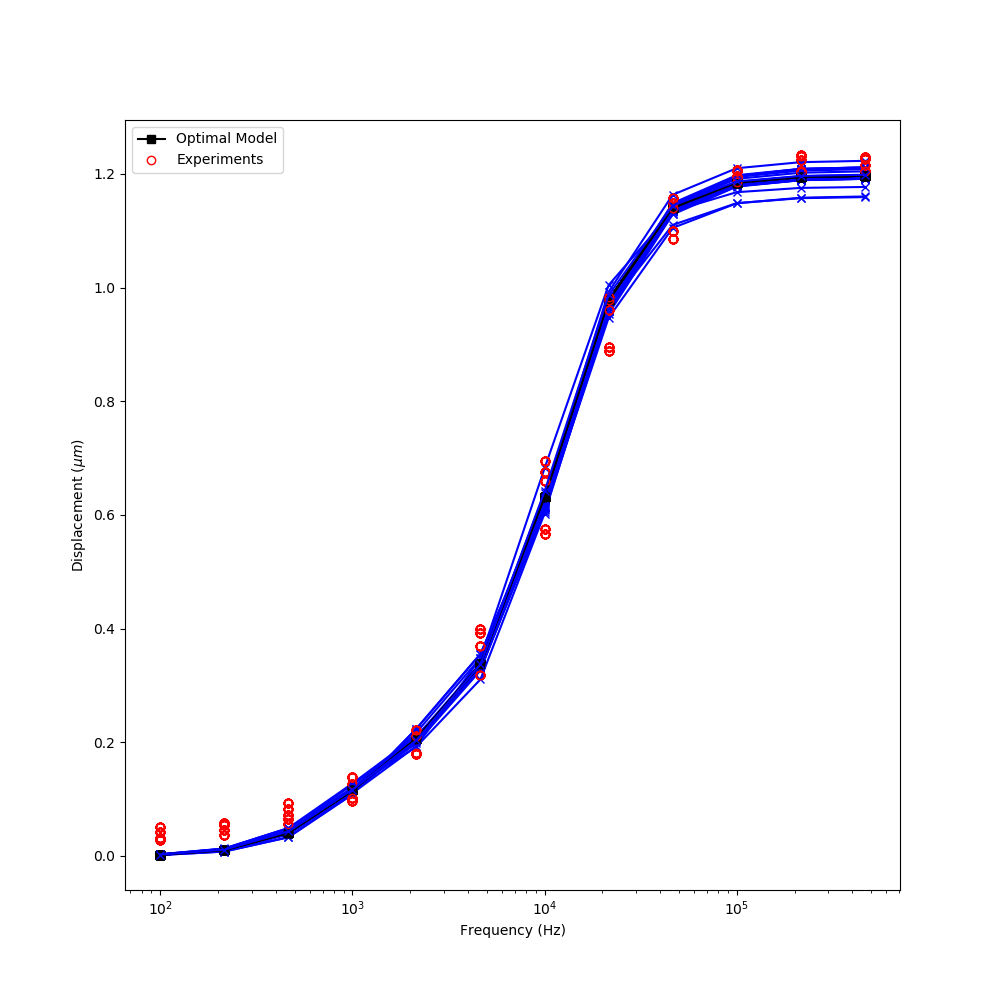 Optimal Model
Experiments
1.2
1.0
0.8
0.6
0.4
0.2
0.0
Displacement (μm)
10²
10³
10⁴
10⁵
Frequency (Hz)